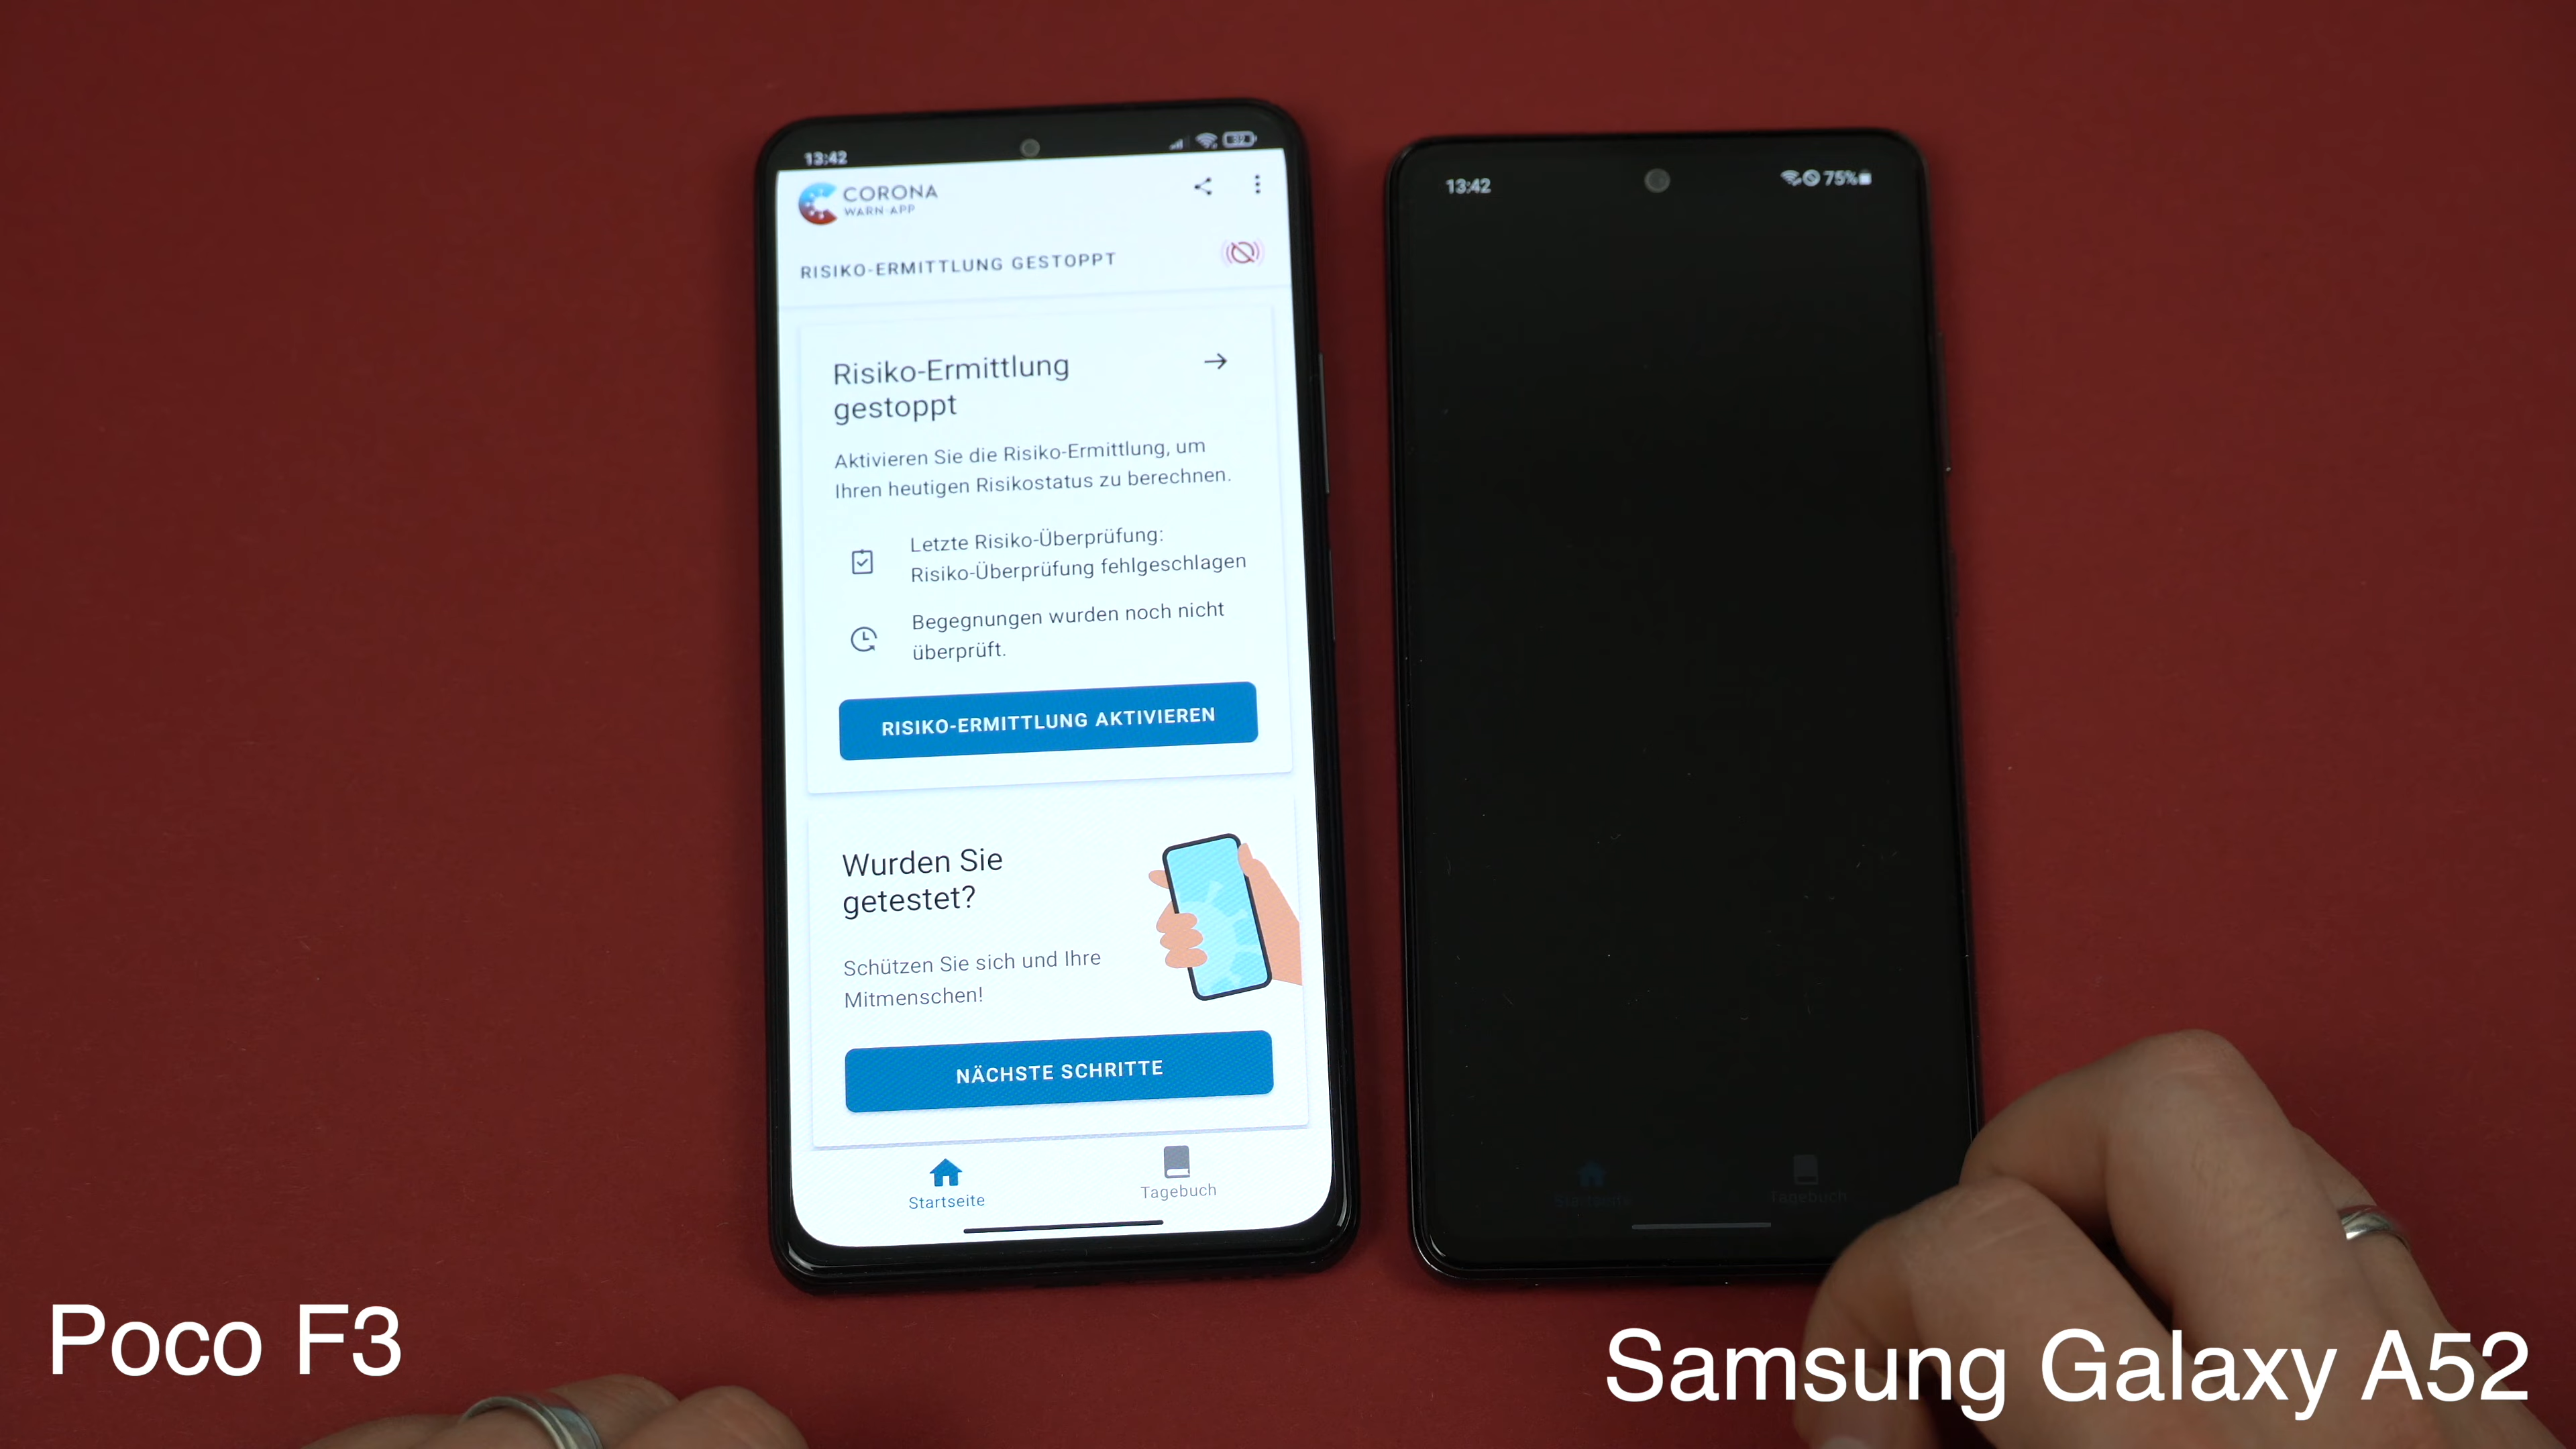 13:42
CORONA
WARN-APP
RISIKO-ERMITTLUNG GESTOPPT
Risiko-Ermittlung
gestoppt
Aktivieren Sie die Risiko-Ermittlung, um
Ihren heutigen Risikostatus zu berechnen.
Letzte Risiko-Überprüfung:
Risiko-Überprüfung fehlgeschlagen
Begegnungen wurden noch nicht
überprüft.
RISIKO-ERMITTLUNG AKTIVIEREN
Wurden Sie
getestet?
Schützen Sie sich und Ihre
Mitmenschen!
NÄCHSTE SCHRITTE
Startseite
Tagebuch
13:42
75%
Startseite
Tagebuch
Poco F3
Samsung Galaxy A52